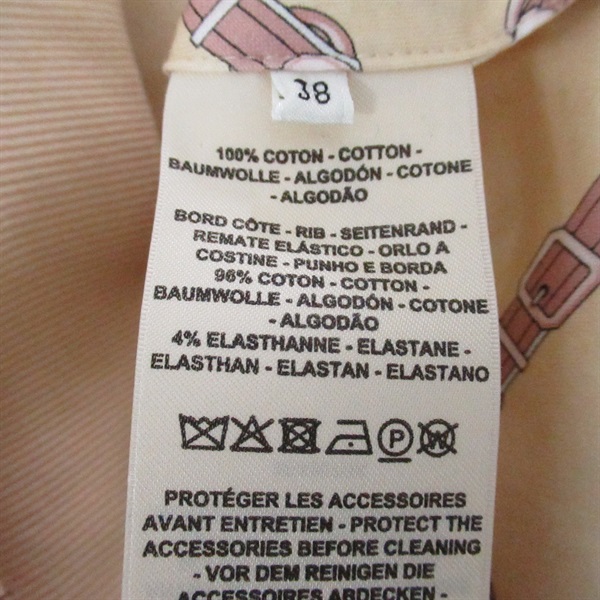 38
100% COTON - COTTON -
BAUMWOLLE - ALGODÓN - COTONE
- ALGODÃO
BORD CÔTE - RIB - SEITENRAND -
REMATE ELÁSTICO - ORLO A
COSTINE - PUNHO E BORDA
96% COTON - COTTON -
BAUMWOLLE - ALGODÓN - COTONE
- ALGODÃO
4% ELASTHANNE - ELASTANE -
ELASTHAN - ELASTAN - ELASTANO
P W
PROTÉGER LES ACCESSOIRES
AVANT ENTRETIEN - PROTECT THE
ACCESSORIES BEFORE CLEANING
- VOR DEM REINIGEN DIE
ACCESSOIRES ABDECKEN -